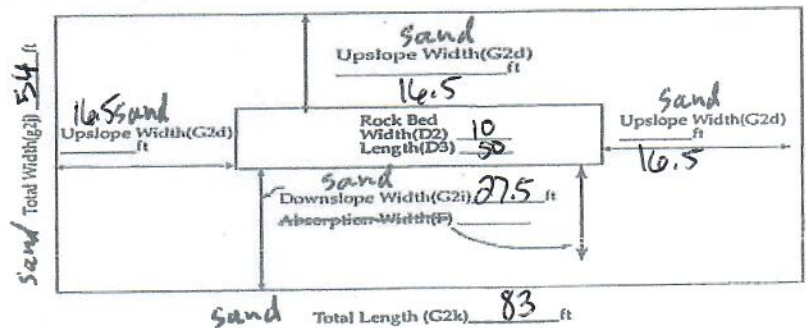 sand
Upslope Width(G2d)
16.5 ft
sand Total Width(g2j) 54 ft
16.5 sand
Upslope Width(G2d)
ft
Rock Bed
Width(D2) 10
Length(D3) 50
sand
Upslope Width(G2d)
ft
16.5
sand
Downslope Width(G2i) 27.5 ft
Absorption Width(F)
sand Total Length (G2k) 83 ft